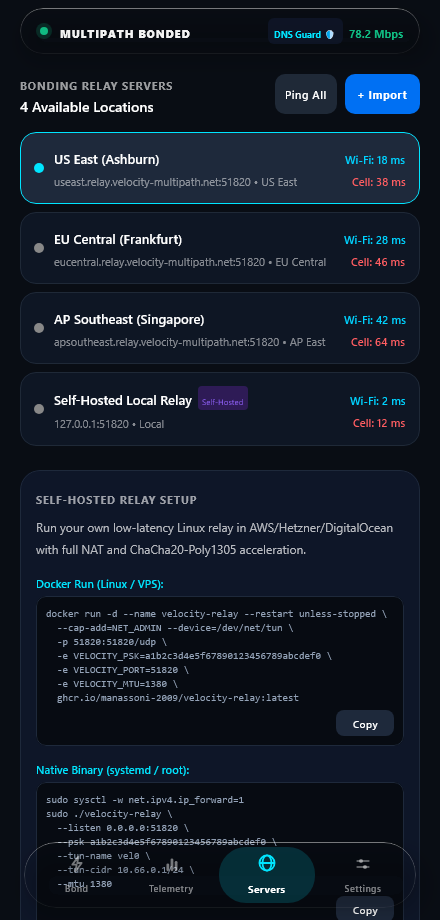 MULTIPATH BONDED
DNS Guard
78.2 Mbps
BONDING RELAY SERVERS
4 Available Locations
Ping All
+ Import
US East (Ashburn)
Wi-Fi: 18 ms
useast.relay.velocity-multipath.net:51820 • US East
Cell: 38 ms
EU Central (Frankfurt)
Wi-Fi: 28 ms
eucentral.relay.velocity-multipath.net:51820 • EU Central
Cell: 46 ms
AP Southeast (Singapore)
Wi-Fi: 42 ms
apsoutheast.relay.velocity-multipath.net:51820 • AP East
Cell: 64 ms
Self-Hosted Local Relay
Self-Hosted
Wi-Fi: 2 ms
127.0.0.1:51820 • Local
Cell: 12 ms
SELF-HOSTED RELAY SETUP
Run your own low-latency Linux relay in AWS/Hetzner/DigitalOcean
with full NAT and ChaCha20-Poly1305 acceleration.
Docker Run (Linux / VPS):
docker run -d --name velocity-relay --restart unless-stopped \
--cap-add=NET_ADMIN --device=/dev/net/tun \
-p 51820:51820/udp \
-e VELOCITY_PSK=a1b2c3d4e5f67890123456789abcdef0 \
-e VELOCITY_PORT=51820 \
-e VELOCITY_MTU=1380 \
ghcr.io/manassoni-2009/velocity-relay:latest
Copy
Native Binary (systemd / root):
sudo sysctl -w net.ipv4.ip_forward=1
sudo ./velocity-relay \
--listen 0.0.0.0:51820 \
--psk a1b2c3d4e5f67890123456789abcdef0 \
--tun-name vel0 \
--tun-cidr 10.66.0.1/24 \
--mtu 1380
Bond
Telemetry
Servers
Settings
Copy